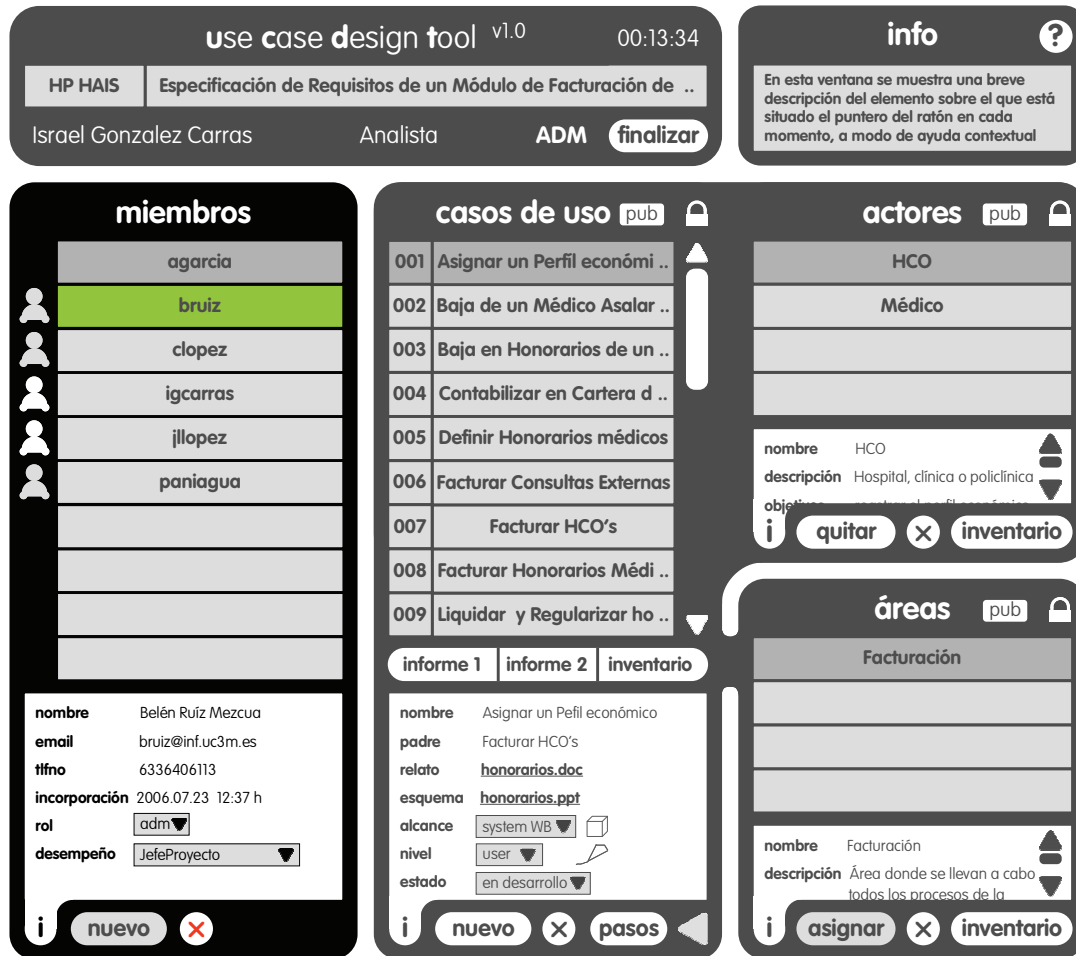 use case design tool v1.0 00:13:34
HP HAIS Especificación de Requisitos de un Módulo de Facturación de ..
Israel Gonzalez Carras Analista ADM finalizar
info ?
En esta ventana se muestra una breve
descripción del elemento sobre el que está
situado el puntero del ratón en cada
momento, a modo de ayuda contextual
miembros
agarcia
bruiz
clopez
igcarras
jllopez
paniagua
nombre Belén Ruíz Mezcua
email bruiz@inf.uc3m.es
tlfno 6336406113
incorporación 2006.07.23 12:37 h
rol adm
desempeño JefeProyecto
i nuevo
casos de uso pub
001 Asignar un Perfil económi ..
002 Baja de un Médico Asalar ..
003 Baja en Honorarios de un ..
004 Contabilizar en Cartera d ..
005 Definir Honorarios médicos
006 Facturar Consultas Externas
007 Facturar HCO's
008 Facturar Honorarios Médi ..
009 Liquidar y Regularizar ho ..
informe 1 informe 2 inventario
nombre Asignar un Pefil económico
padre Facturar HCO's
relato honorarios.doc
esquema honorarios.ppt
alcance system WB
nivel user
estado en desarrollo
i nuevo pasos
actores pub
HCO
Médico
nombre HCO
descripción Hospital, clínica o policlínica
i quitar inventario
áreas pub
Facturación
nombre Facturación
descripción Área donde se llevan a cabo
todos los procesos de la
i asignar inventario